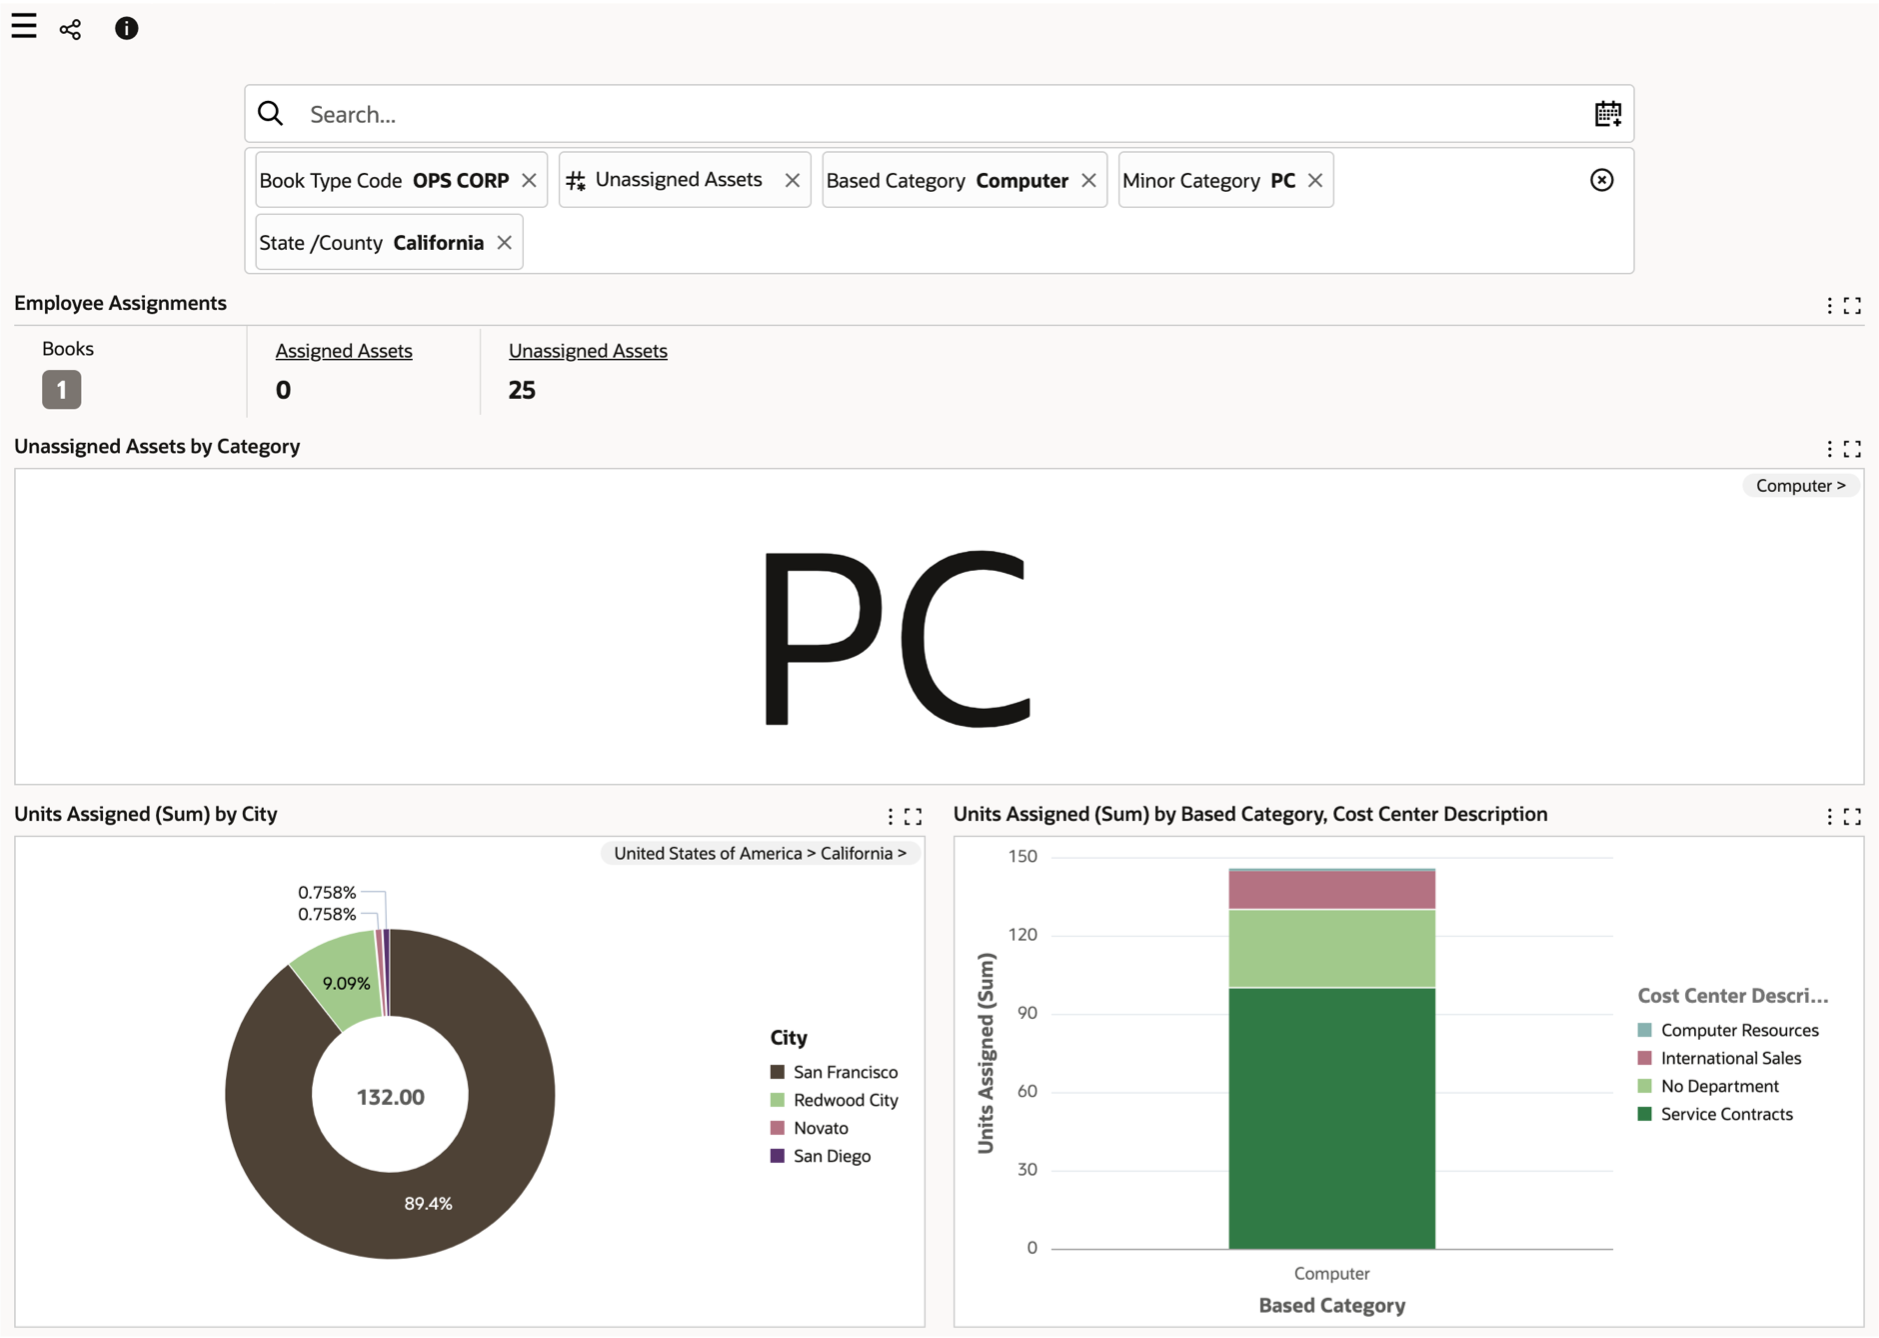 Search...
Book Type Code OPS CORP
Unassigned Assets
Based Category Computer
Minor Category PC
State /County California
Employee Assignments
Books
1
Assigned Assets
0
Unassigned Assets
25
Unassigned Assets by Category
Computer >
PC
Units Assigned (Sum) by City
United States of America > California >
0.758%
0.758%
9.09%
132.00
89.4%
City
San Francisco
Redwood City
Novato
San Diego
Units Assigned (Sum) by Based Category, Cost Center Description
150
120
90
60
30
0
Units Assigned (Sum)
Computer
Based Category
Cost Center Descri...
Computer Resources
International Sales
No Department
Service Contracts